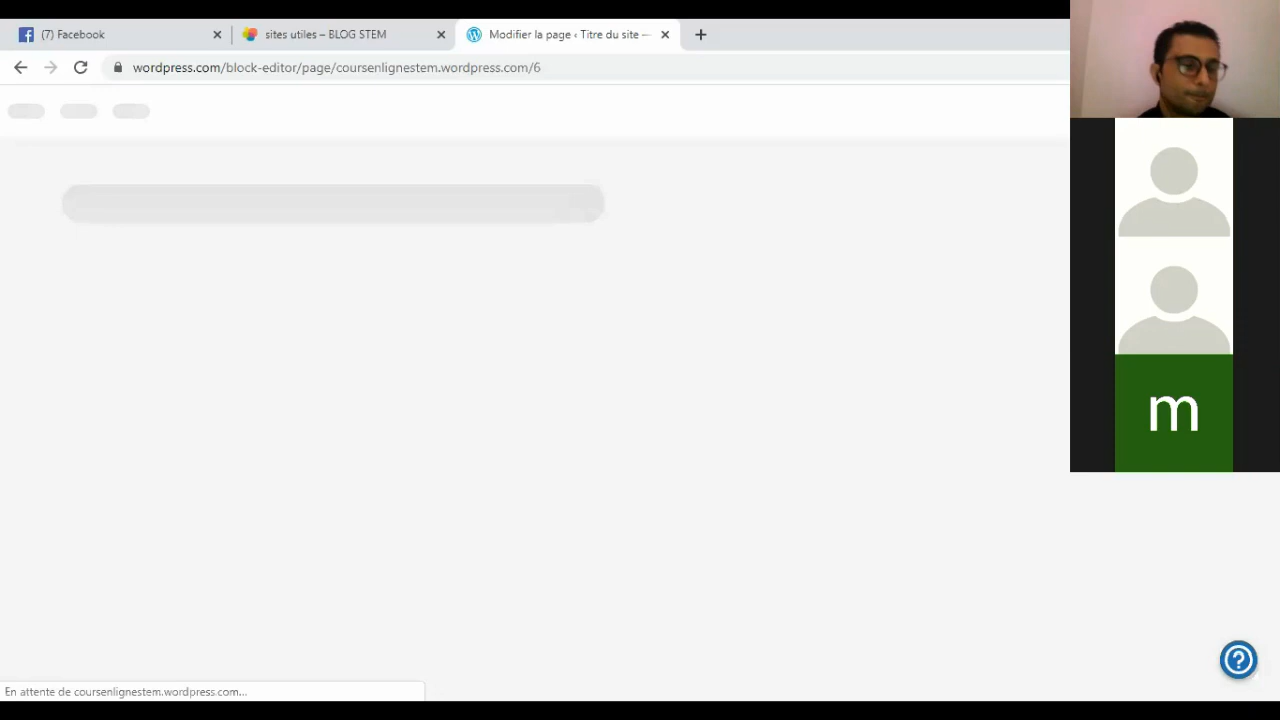 (7) Facebook
sites utiles – BLOG STEM
Modifier la page ‹ Titre du site —
wordpress.com/block-editor/page/coursenlignestem.wordpress.com/6
m
?
En attente de coursenlignestem.wordpress.com...